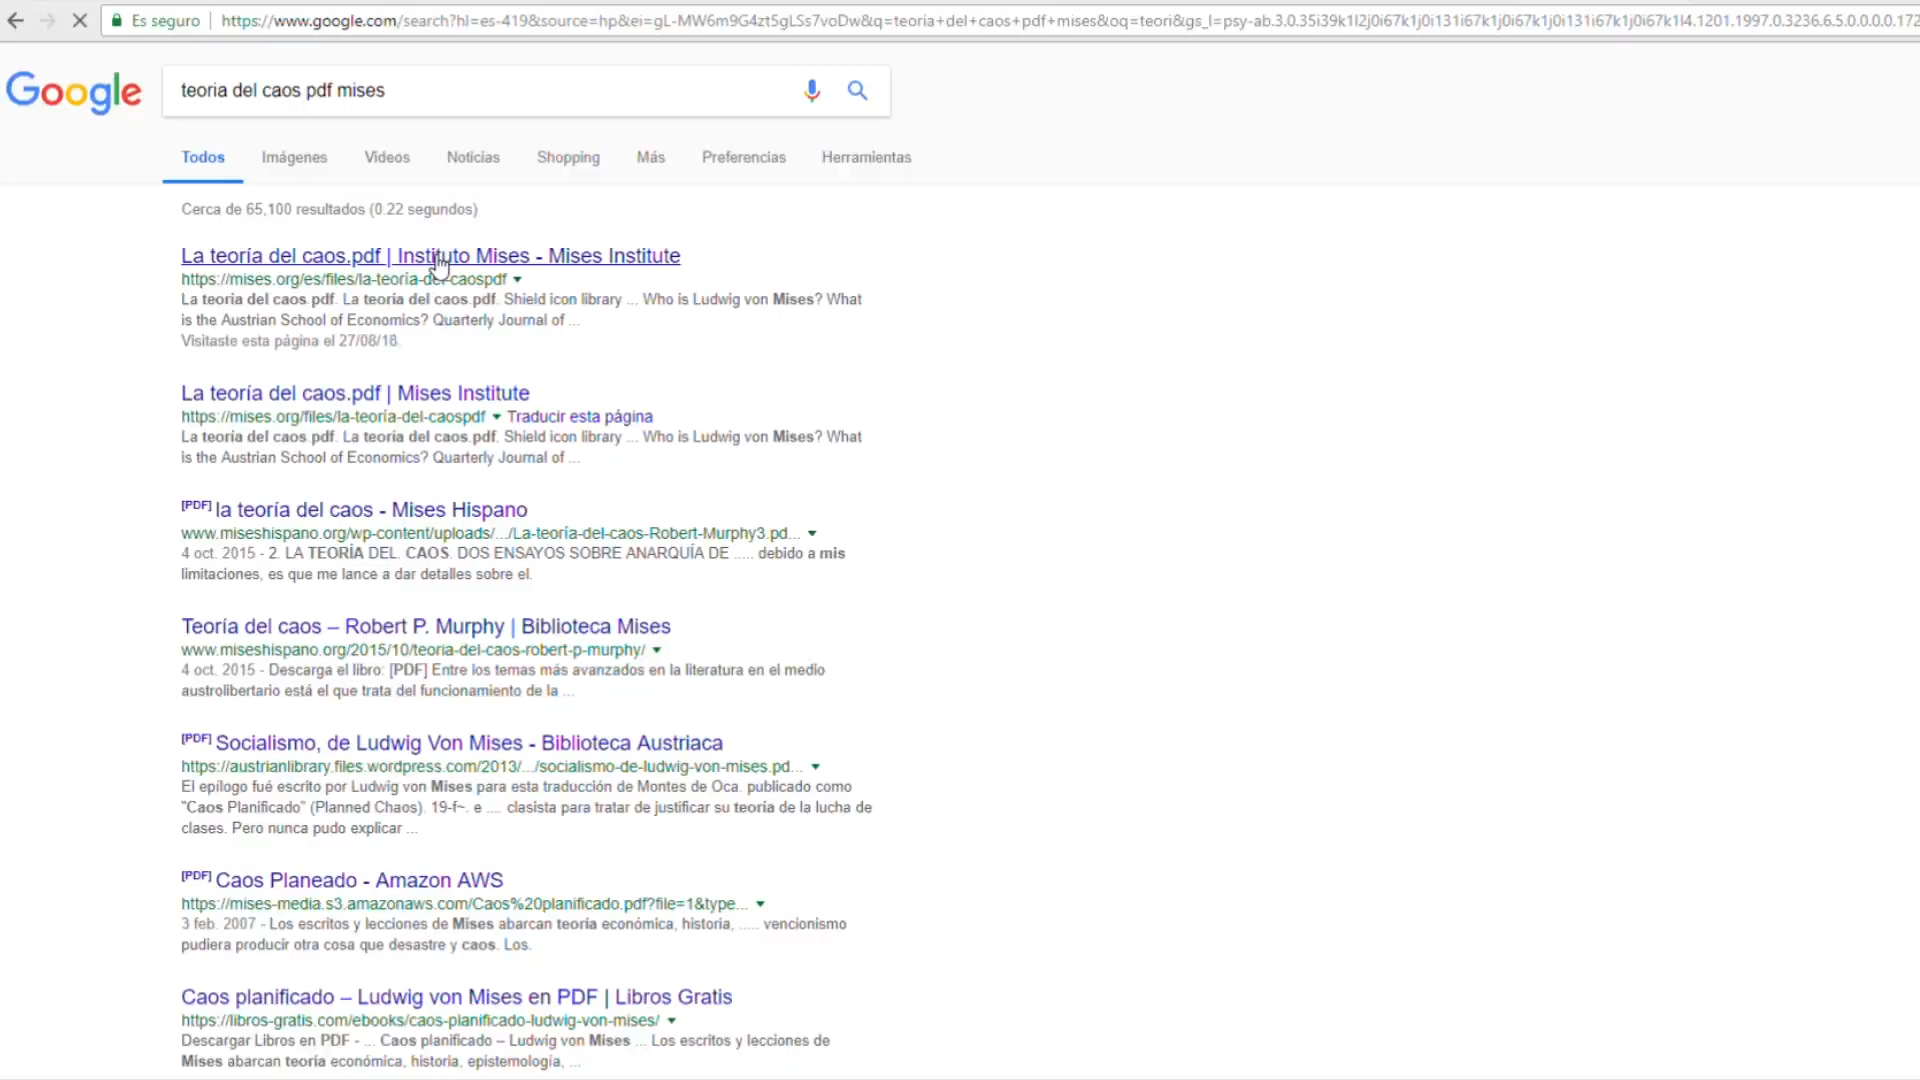 Es seguro | https://www.google.com/search?hl=es-419&source=hp&ei=gL-MW6m9G4zt5gLSs7voDw&q=teoria+del+caos+pdf+mises&oq=teori&gs_l=psy-ab.3.0.35i39k1l2j0i67k1j0i131i67k1j0i67k1j0i131i67k1j0i67k1l4.1201.1997.0.3236.6.5.0.0.0.0.172
Google
teoria del caos pdf mises
Todos Imágenes Videos Noticias Shopping Más Preferencias Herramientas
Cerca de 65,100 resultados (0.22 segundos)
La teoría del caos.pdf | Instituto Mises - Mises Institute
https://mises.org/es/files/la-teoría-del-caospdf
La teoría del caos.pdf. La teoría del caos.pdf. Shield icon library ... Who is Ludwig von Mises? What
is the Austrian School of Economics? Quarterly Journal of ...
Visitaste esta página el 27/08/18.
La teoría del caos.pdf | Mises Institute
https://mises.org/files/la-teoría-del-caospdf Traducir esta página
La teoría del caos.pdf. La teoría del caos.pdf. Shield icon library ... Who is Ludwig von Mises? What
is the Austrian School of Economics? Quarterly Journal of ...
[PDF] la teoría del caos - Mises Hispano
www.miseshispano.org/wp-content/uploads/.../La-teoría-del-caos-Robert-Murphy3.pd...
4 oct. 2015 - 2. LA TEORÍA DEL. CAOS. DOS ENSAYOS SOBRE ANARQUÍA DE ..... debido a mis
limitaciones, es que me lance a dar detalles sobre el.
Teoría del caos – Robert P. Murphy | Biblioteca Mises
www.miseshispano.org/2015/10/teoria-del-caos-robert-p-murphy/
4 oct. 2015 - Descarga el libro: [PDF] Entre los temas más avanzados en la literatura en el medio
austrolibertario está el que trata del funcionamiento de la ...
[PDF] Socialismo, de Ludwig Von Mises - Biblioteca Austriaca
https://austrianlibrary.files.wordpress.com/2013/.../socialismo-de-ludwig-von-mises.pd...
El epílogo fué escrito por Ludwig von Mises para esta traducción de Montes de Oca. publicado como
"Caos Planificado" (Planned Chaos). 19-f~. e .... clasista para tratar de justificar su teoría de la lucha de
clases. Pero nunca pudo explicar ...
[PDF] Caos Planeado - Amazon AWS
https://mises-media.s3.amazonaws.com/Caos%20planificado.pdf?file=1&type...
3 feb. 2007 - Los escritos y lecciones de Mises abarcan teoría económica, historia, ..... vencionismo
pudiera producir otra cosa que desastre y caos. Los.
Caos planificado – Ludwig von Mises en PDF | Libros Gratis
https://libros-gratis.com/ebooks/caos-planificado-ludwig-von-mises/
Descargar Libros en PDF - ... Caos planificado – Ludwig von Mises ... Los escritos y lecciones de
Mises abarcan teoría económica, historia, epistemología, ...